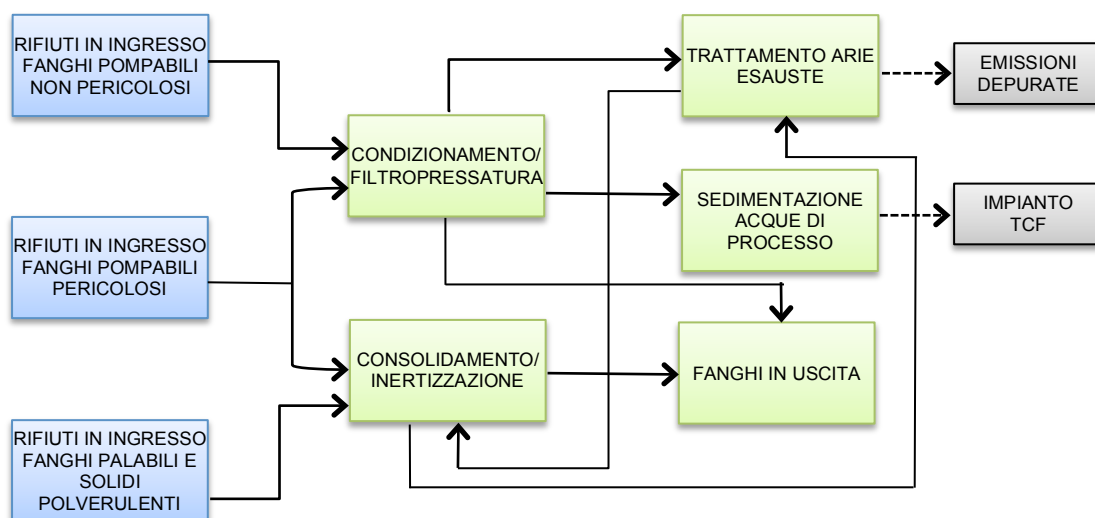 RIFIUTI IN INGRESSO
FANGHI POMPABILI
NON PERICOLOSI
RIFIUTI IN INGRESSO
FANGHI POMPABILI
PERICOLOSI
RIFIUTI IN INGRESSO
FANGHI PALABILI E
SOLIDI
POLVERULENTI
CONDIZIONAMENTO/
FILTROPRESSATURA
CONSOLIDAMENTO/
INERTIZZAZIONE
TRATTAMENTO ARIE
ESAUSTE
SEDIMENTAZIONE
ACQUE DI
PROCESSO
FANGHI IN USCITA
EMISSIONI
DEPURATE
IMPIANTO
TCF